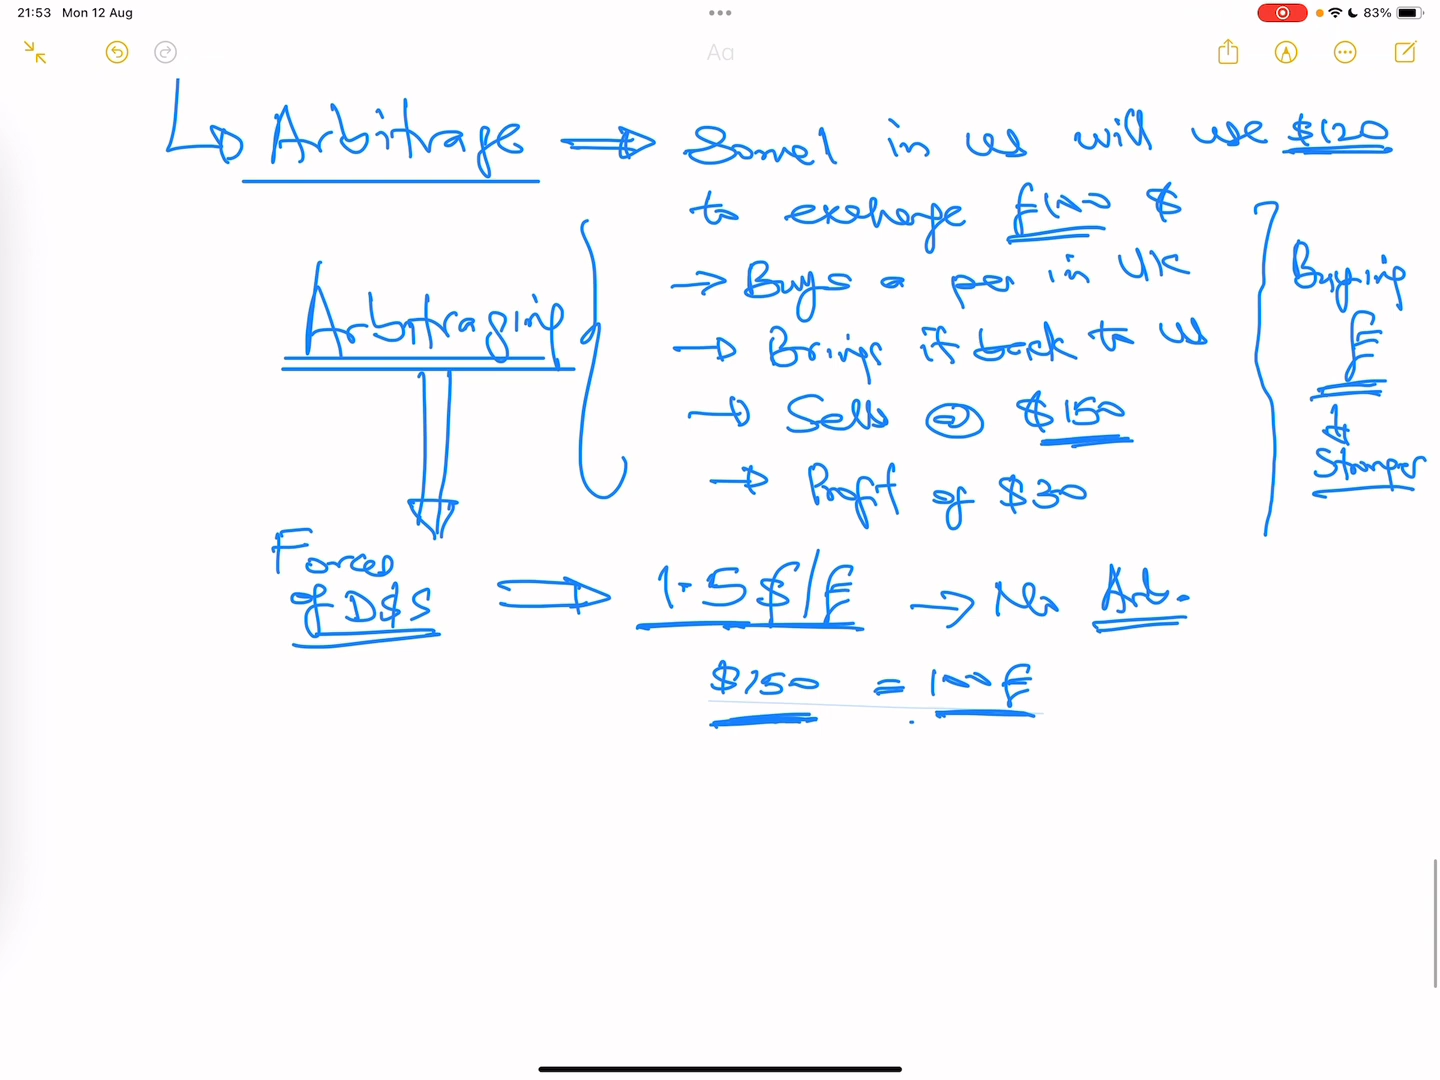 21:53 Mon 12 Aug
83%
Aa
Arbitrage ⇒ Some1 in US will use $120
to exchange £100 $
→ Buys a pen in UK
→ Brings it back to US
→ Sells @ $150
→ Profit of $30
Arbitraging
Buying
£
↓
Stronger
Forces
of D$S ⇒ 1.5 $/£ → No Arb.
$150 = 100 £